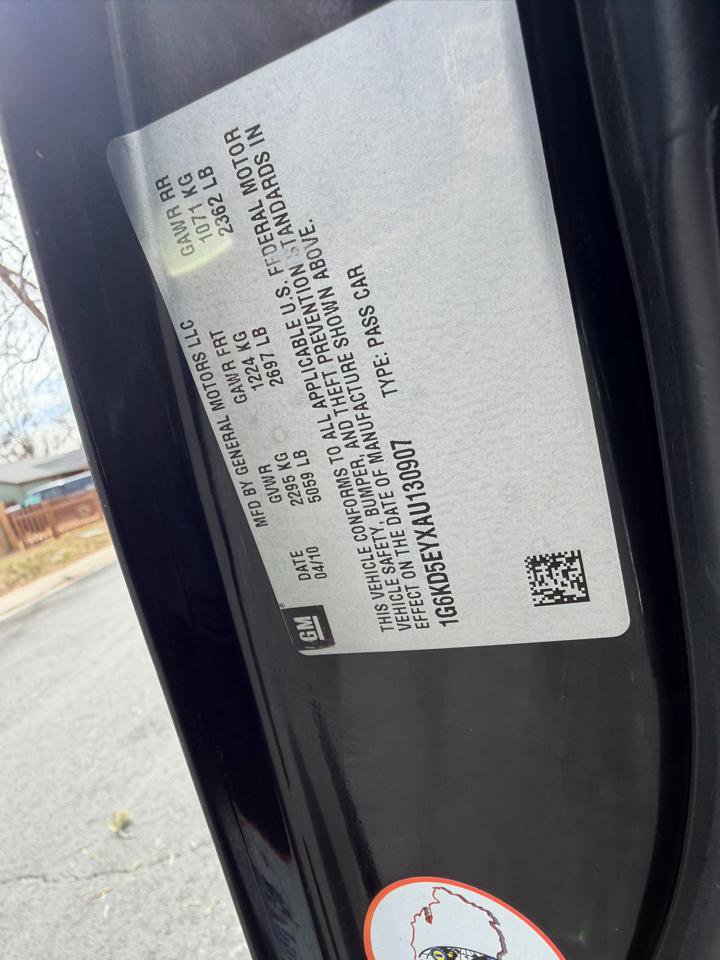 MFD BY GENERAL MOTORS LLC
DATE GVWR GAWR FRT GAWR RR
04/10 2295 KG 1224 KG 1071 KG
5059 LB 2697 LB 2362 LB
THIS VEHICLE CONFORMS TO ALL APPLICABLE U.S. FEDERAL MOTOR
VEHICLE SAFETY, BUMPER, AND THEFT PREVENTION STANDARDS IN
EFFECT ON THE DATE OF MANUFACTURE SHOWN ABOVE.
1G6KD5EYXAU130907 TYPE: PASS CAR
GM